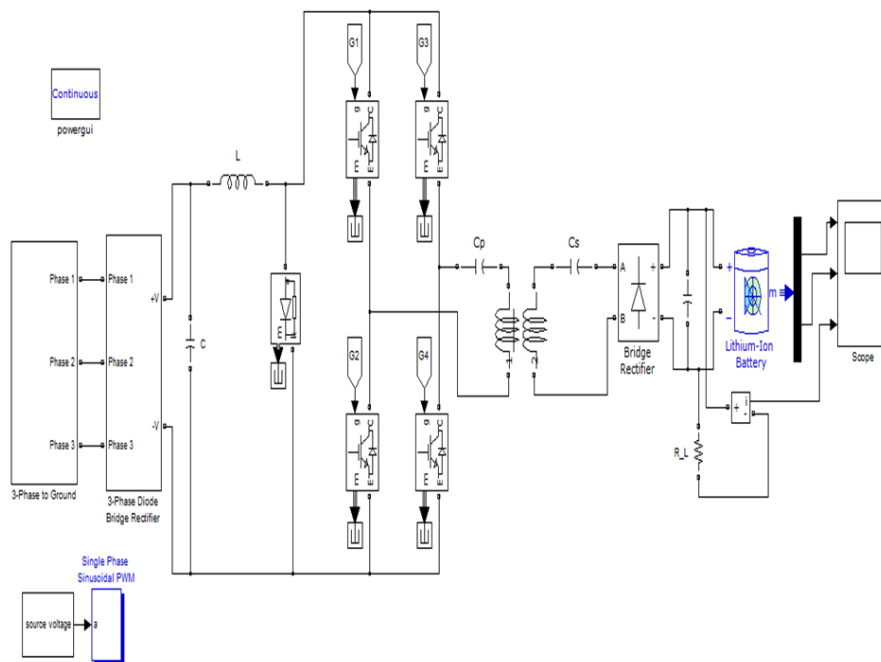 Continuous
powergui
G1
G3
g
C
E
E
g
C
E
E
L
Cp
Cs
A
+
B
-
Bridge
Rectifier
+
m
−
Lithium-Ion
Battery
Scope
Phase 1
Phase 1
+V
Phase 2
Phase 2
C
Phase 3
Phase 3
-V
3-Phase to Ground
3-Phase Diode
Bridge Rectifier
E
1
2
G2
G4
g
C
E
E
g
C
E
E
+
i
-
R_L
Single Phase
Sinusoidal PWM
source voltage
a